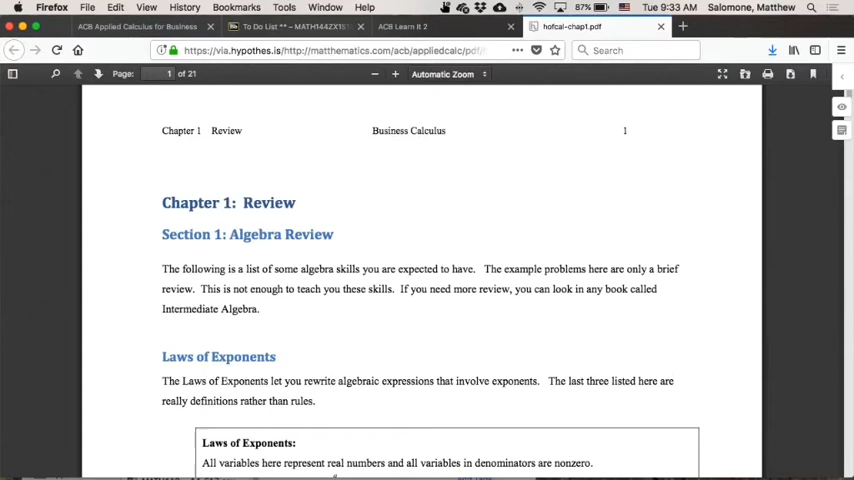 Firefox File Edit View History Bookmarks Tools Window Help 87% Tue 9:33 AM Salomone, Matthew
ACB Applied Calculus for Business To Do List ** – MATH144ZX1S1 ACB Learn It 2 hofcal-chap1.pdf
https://via.hypothes.is/http://mathematics.com/acb/appliedcalc/pdf/ Search
Page: 1 of 21 Automatic Zoom
Chapter 1 Review Business Calculus 1
Chapter 1: Review
Section 1: Algebra Review
The following is a list of some algebra skills you are expected to have. The example problems here are only a brief
review. This is not enough to teach you these skills. If you need more review, you can look in any book called
Intermediate Algebra.
Laws of Exponents
The Laws of Exponents let you rewrite algebraic expressions that involve exponents. The last three listed here are
really definitions rather than rules.
Laws of Exponents:
All variables here represent real numbers and all variables in denominators are nonzero.